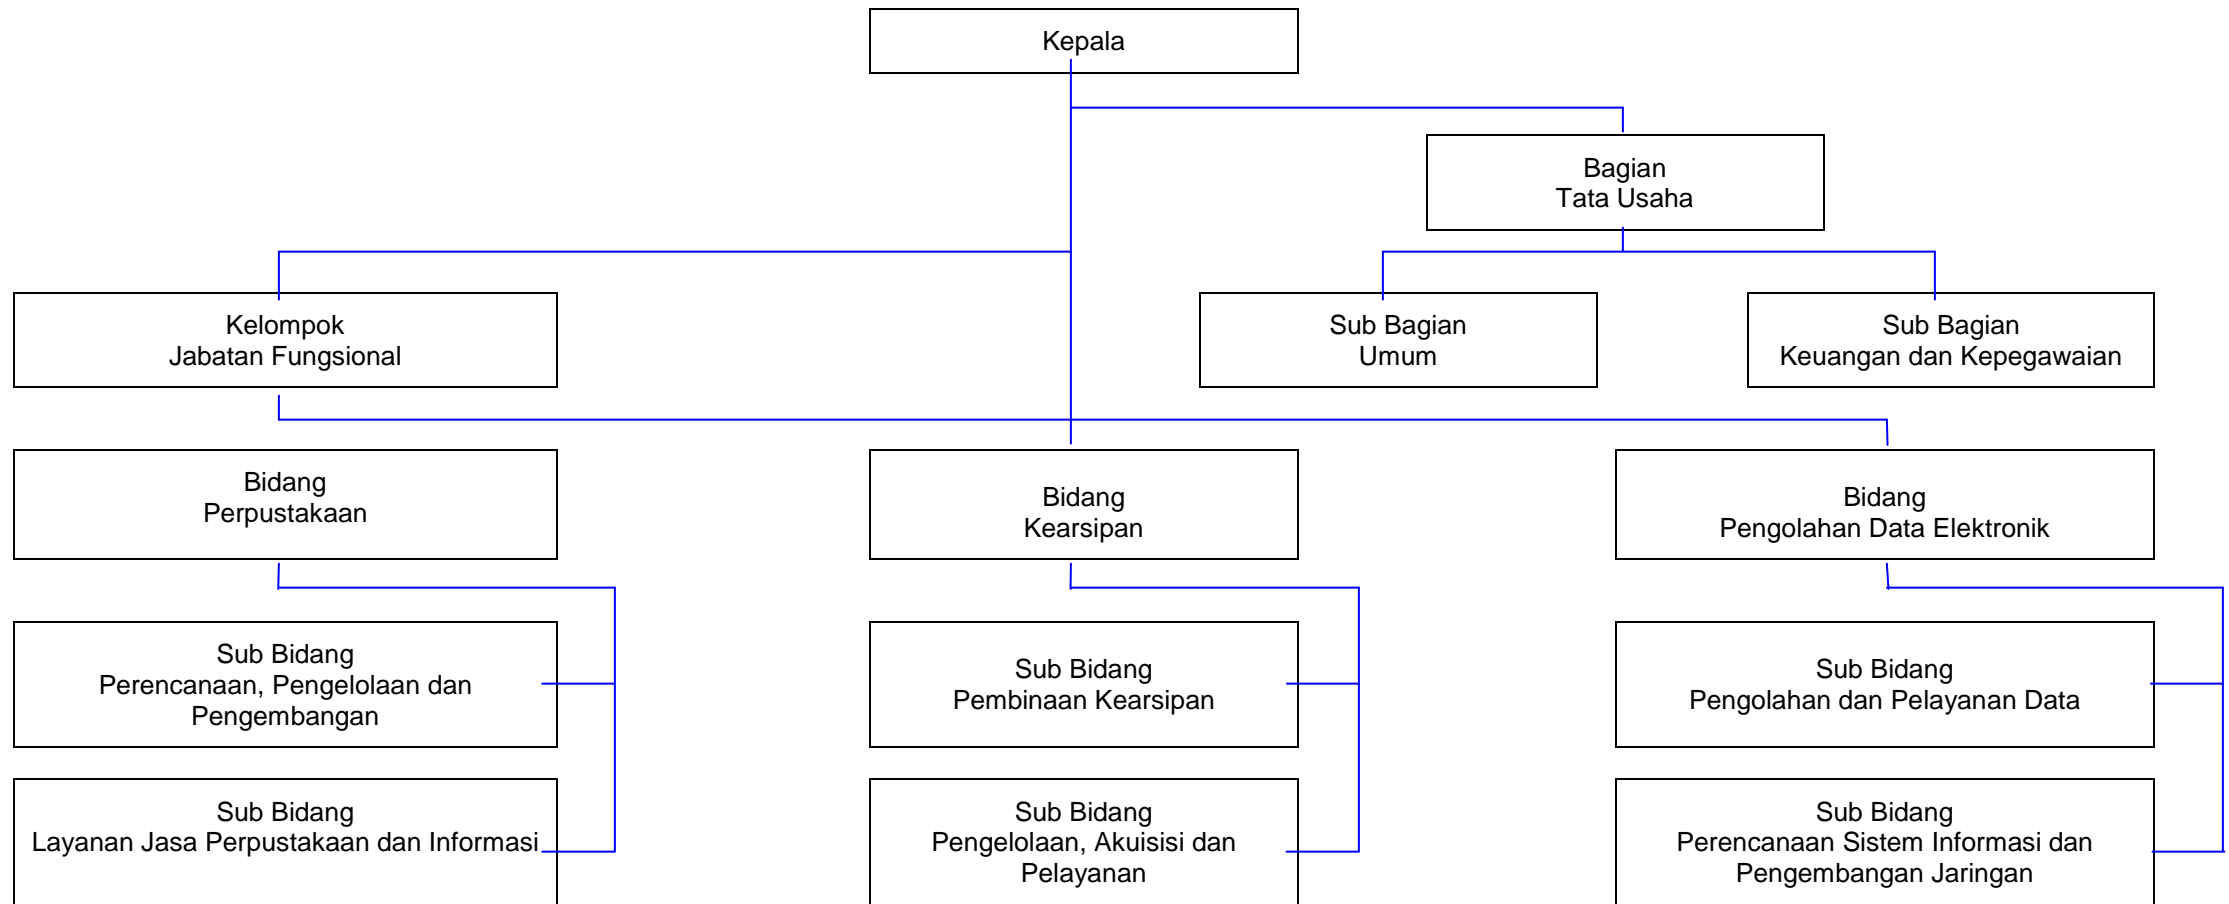 Kepala
Bagian
Tata Usaha
Kelompok
Jabatan Fungsional
Sub Bagian
Umum
Sub Bagian
Keuangan dan Kepegawaian
Bidang
Perpustakaan
Bidang
Kearsipan
Bidang
Pengolahan Data Elektronik
Sub Bidang
Perencanaan, Pengelolaan dan
Pengembangan
Sub Bidang
Pembinaan Kearsipan
Sub Bidang
Pengolahan dan Pelayanan Data
Sub Bidang
Layanan Jasa Perpustakaan dan Informasi
Sub Bidang
Pengelolaan, Akuisisi dan
Pelayanan
Sub Bidang
Perencanaan Sistem Informasi dan
Pengembangan Jaringan